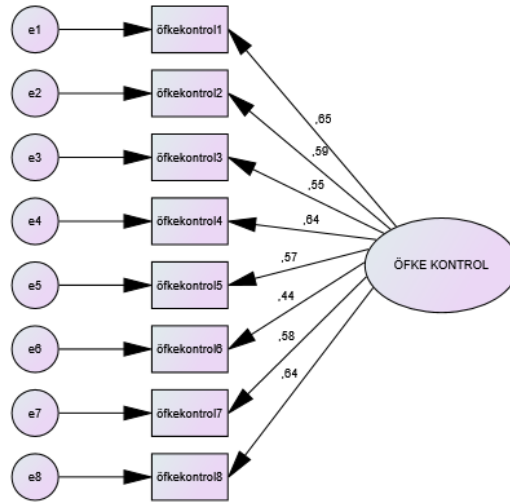 e1 öfkekontrol1
,65
e2 öfkekontrol2
,59
e3 öfkekontrol3
,55
e4 öfkekontrol4
,64
ÖFKE KONTROL
e5 öfkekontrol5
,57
e6 öfkekontrol6
,44
e7 öfkekontrol7
,58
e8 öfkekontrol8
,64